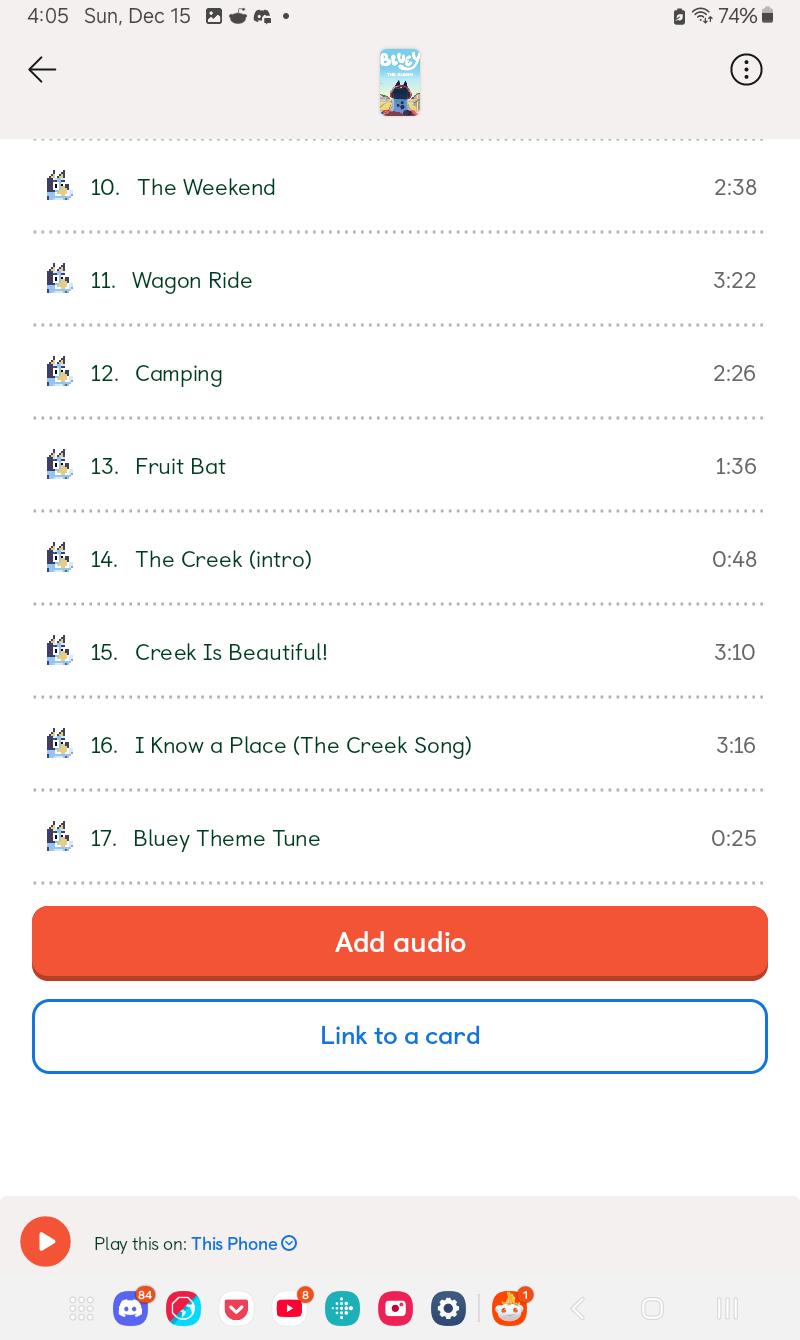 4:05 Sun, Dec 15 74%
BLUEY
THE ALBUM
10. The Weekend 2:38
11. Wagon Ride 3:22
12. Camping 2:26
13. Fruit Bat 1:36
14. The Creek (intro) 0:48
15. Creek Is Beautiful! 3:10
16. I Know a Place (The Creek Song) 3:16
17. Bluey Theme Tune 0:25
Add audio
Link to a card
Play this on: This Phone
84 8 1